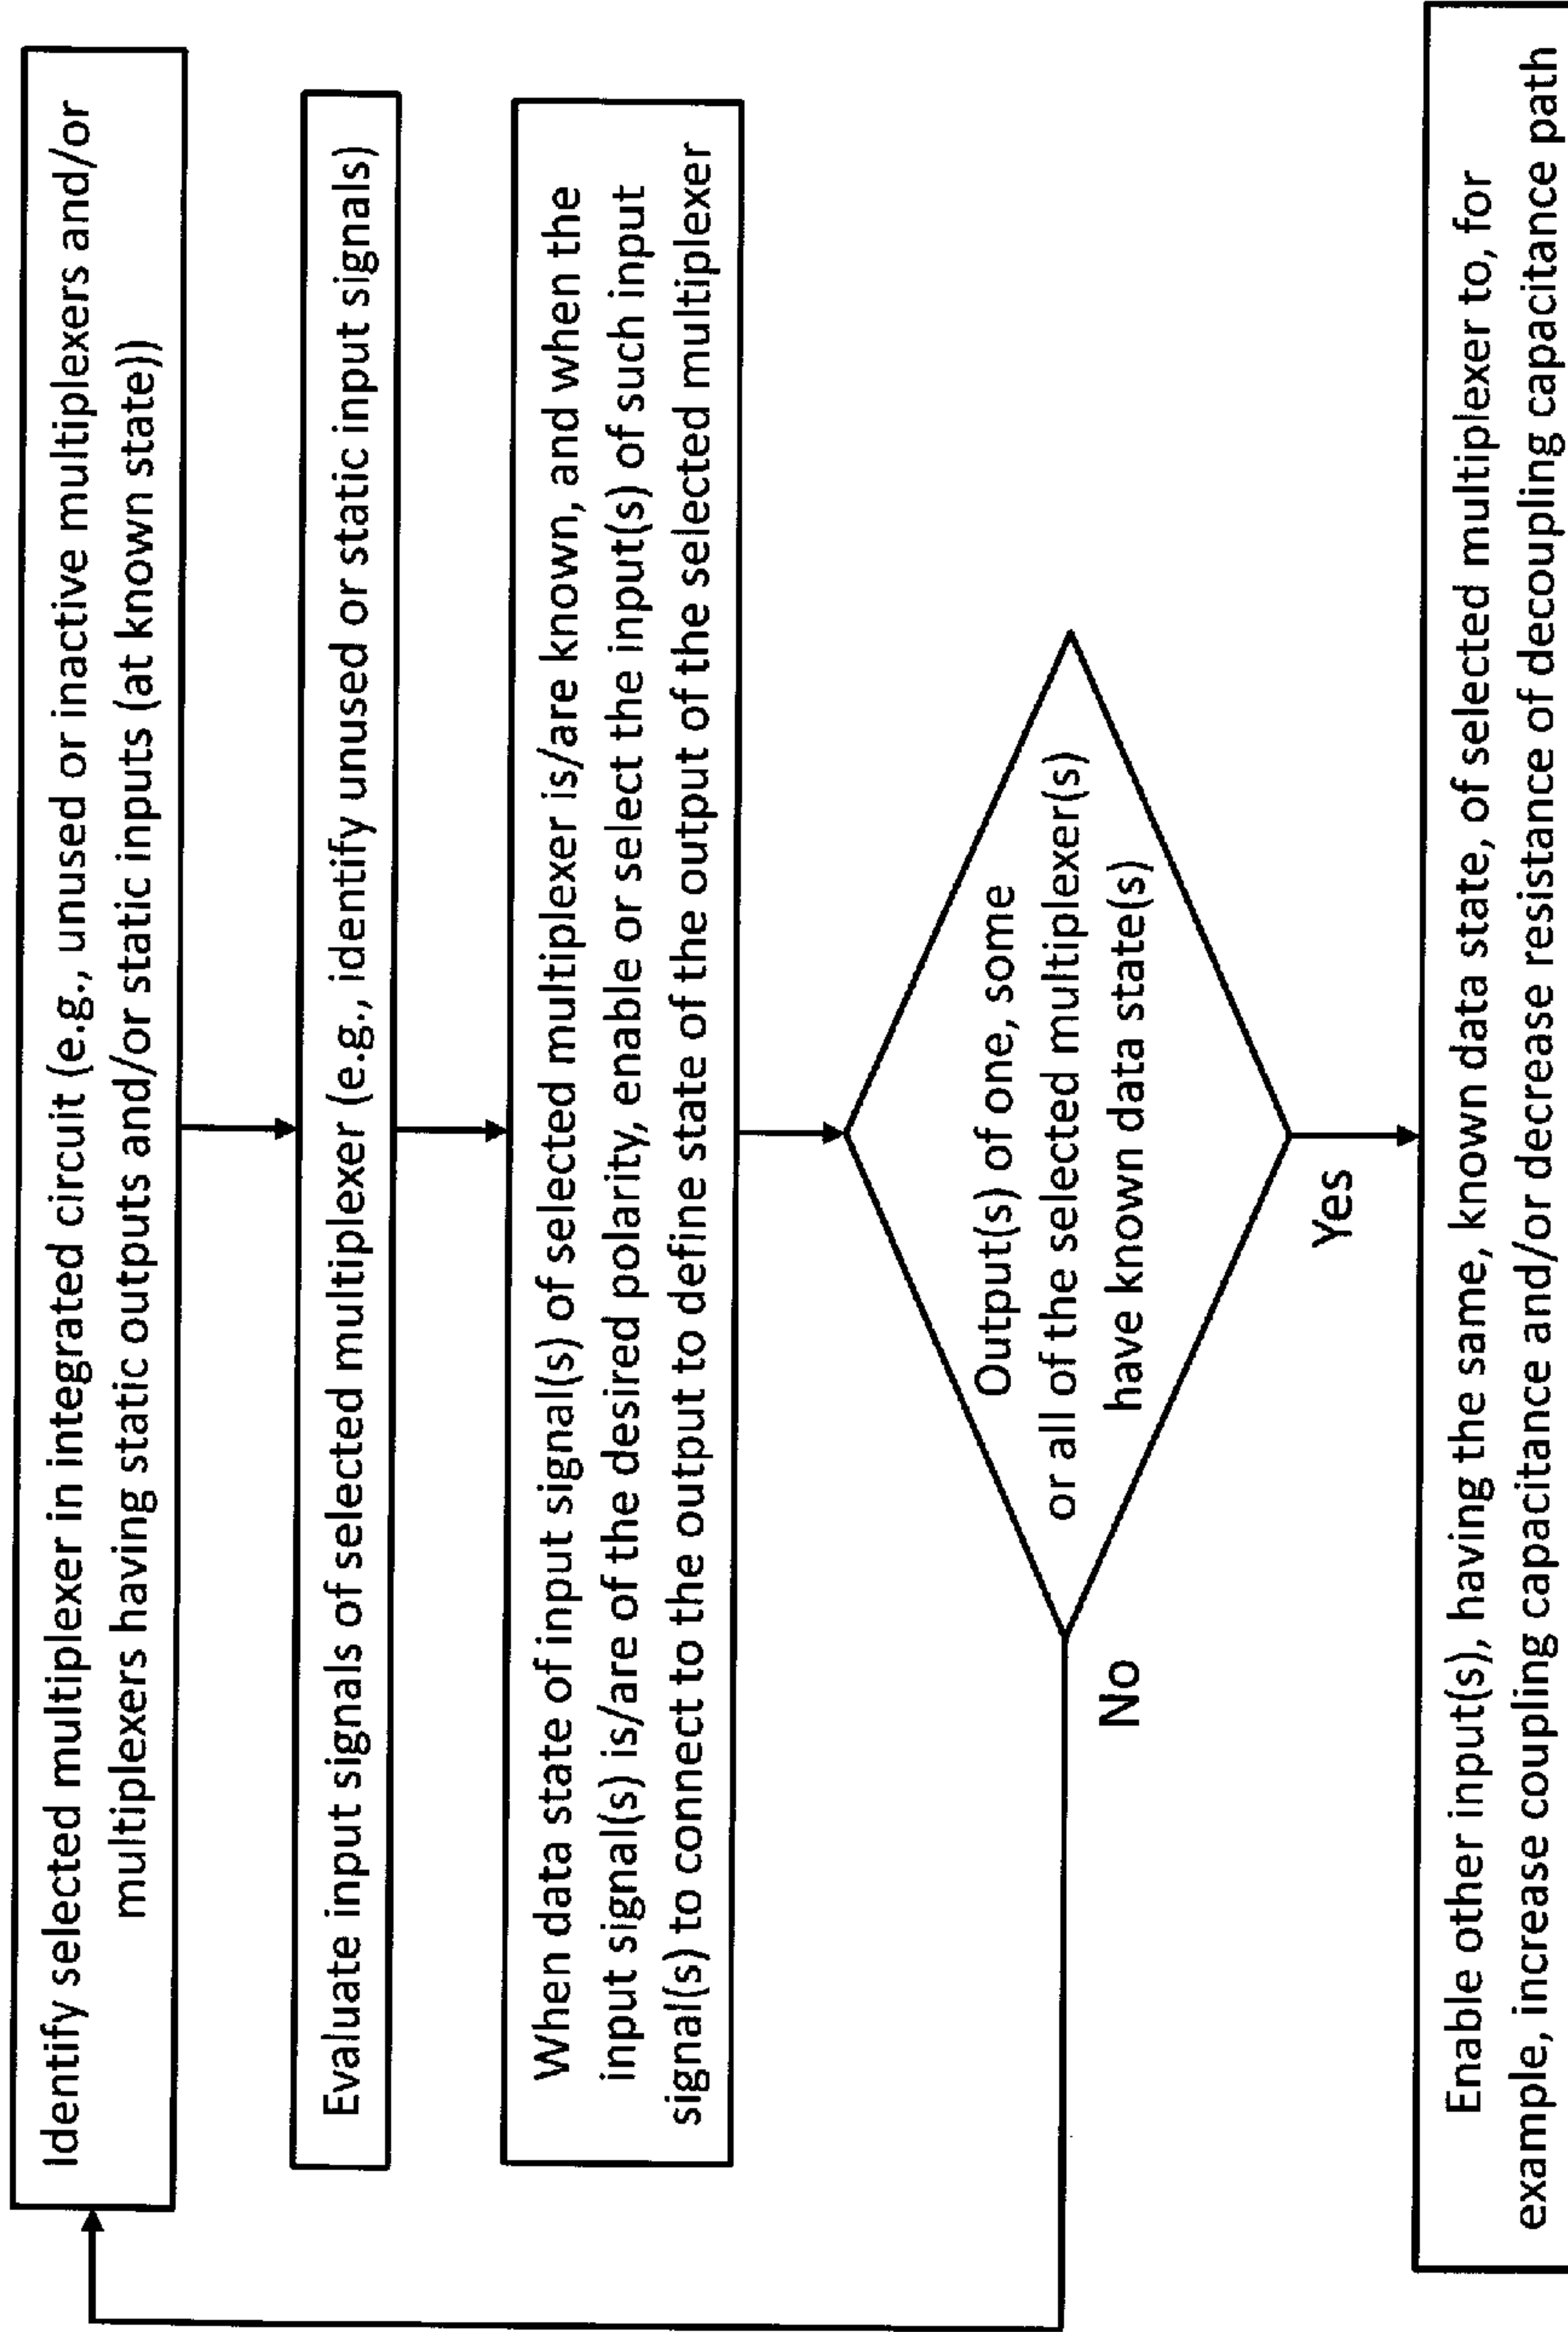 Identify selected multiplexer in integrated circuit (e.g., unused or inactive multiplexers and/or
multiplexers having static outputs and/or static inputs (at known state))
Evaluate input signals of selected multiplexer (e.g., identify unused or static input signals)
When data state of input signal(s) of selected multiplexer is/are known, and when the
input signal(s) is/are of the desired polarity, enable or select the input(s) of such input
signal(s) to connect to the output to define state of the output of the selected multiplexer
Output(s) of one, some
or all of the selected multiplexer(s)
have known data state(s)
No
Yes
Enable other input(s), having the same, known data state, of selected multiplexer to, for
example, increase coupling capacitance and/or decrease resistance of decoupling capacitance path